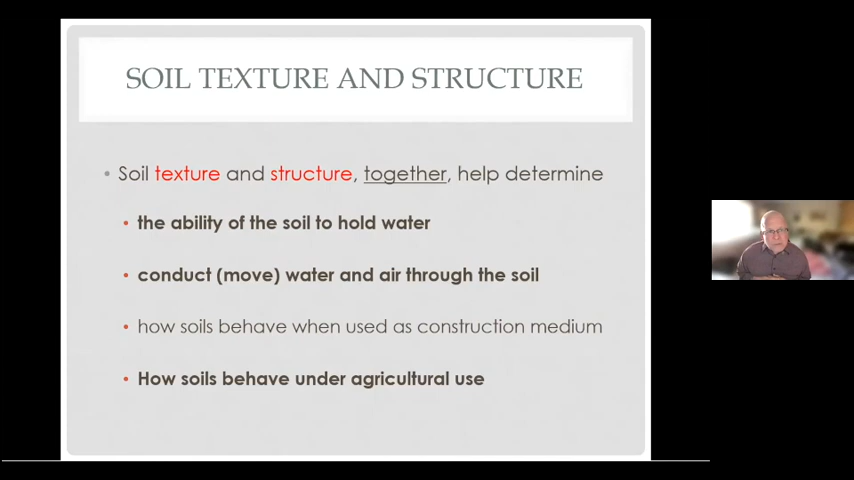 SOIL TEXTURE AND STRUCTURE
• Soil texture and structure, together, help determine
• the ability of the soil to hold water
• conduct (move) water and air through the soil
• how soils behave when used as construction medium
• How soils behave under agricultural use